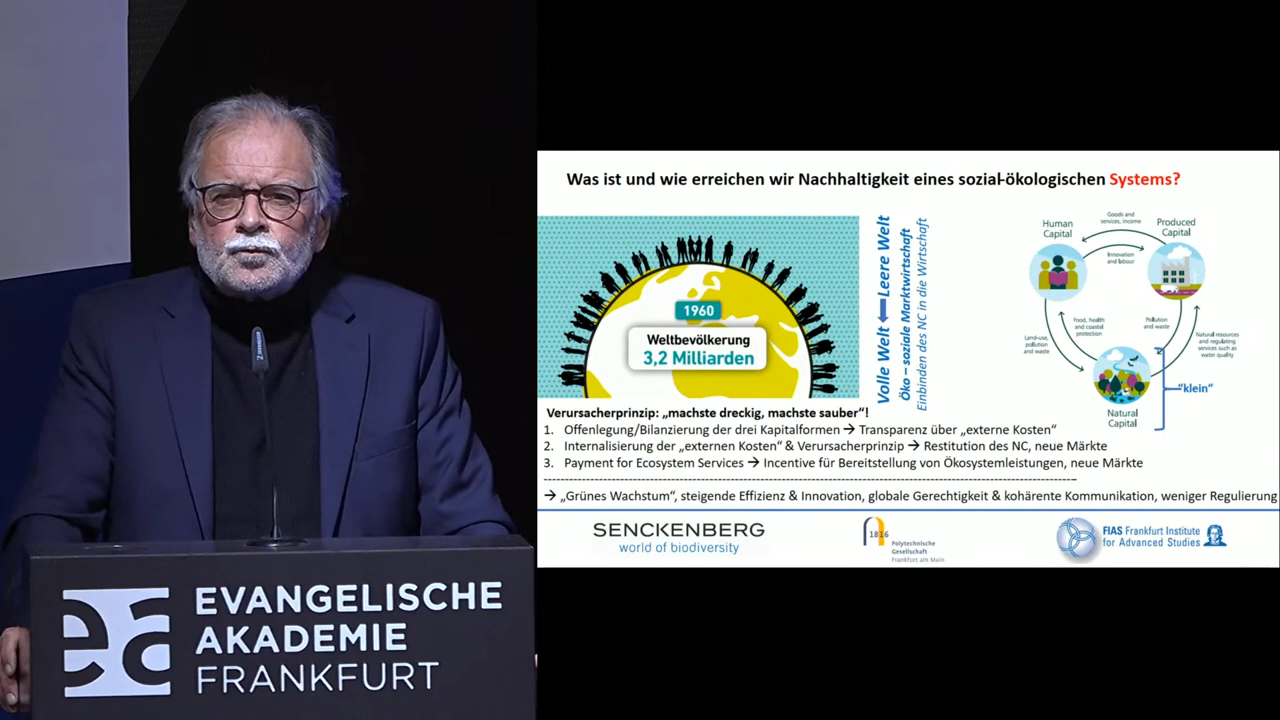 EVANGELISCHE
AKADEMIE
FRANKFURT
ea
SENNHEISER
Was ist und wie erreichen wir Nachhaltigkeit eines sozial-ökologischen Systems?
1960
Weltbevölkerung
3,2 Milliarden
Volle Welt Leere Welt
Öko – soziale Marktwirtschaft
Einbinden des NC in die Wirtschaft
Human
Capital
Goods and
services, income
Produced
Capital
Innovation
and labour
Land-use,
pollution
and waste
Food, health
and coastal
protection
Pollution
and waste
Natural resources
and regulating
services such as
water quality
Natural
Capital
"klein"
Verursacherprinzip: „machste dreckig, machste sauber“!
1. Offenlegung/Bilanzierung der drei Kapitalformen → Transparenz über „externe Kosten“
2. Internalisierung der „externen Kosten“ & Verursacherprinzip → Restitution des NC, neue Märkte
3. Payment for Ecosystem Services → Incentive für Bereitstellung von Ökosystemleistungen, neue Märkte
→ „Grünes Wachstum“, steigende Effizienz & Innovation, globale Gerechtigkeit & kohärente Kommunikation, weniger Regulierung
SENCKENBERG
world of biodiversity
1816
Polytechnische
Gesellschaft
Frankfurt am Main
FIAS Frankfurt Institute
for Advanced Studies